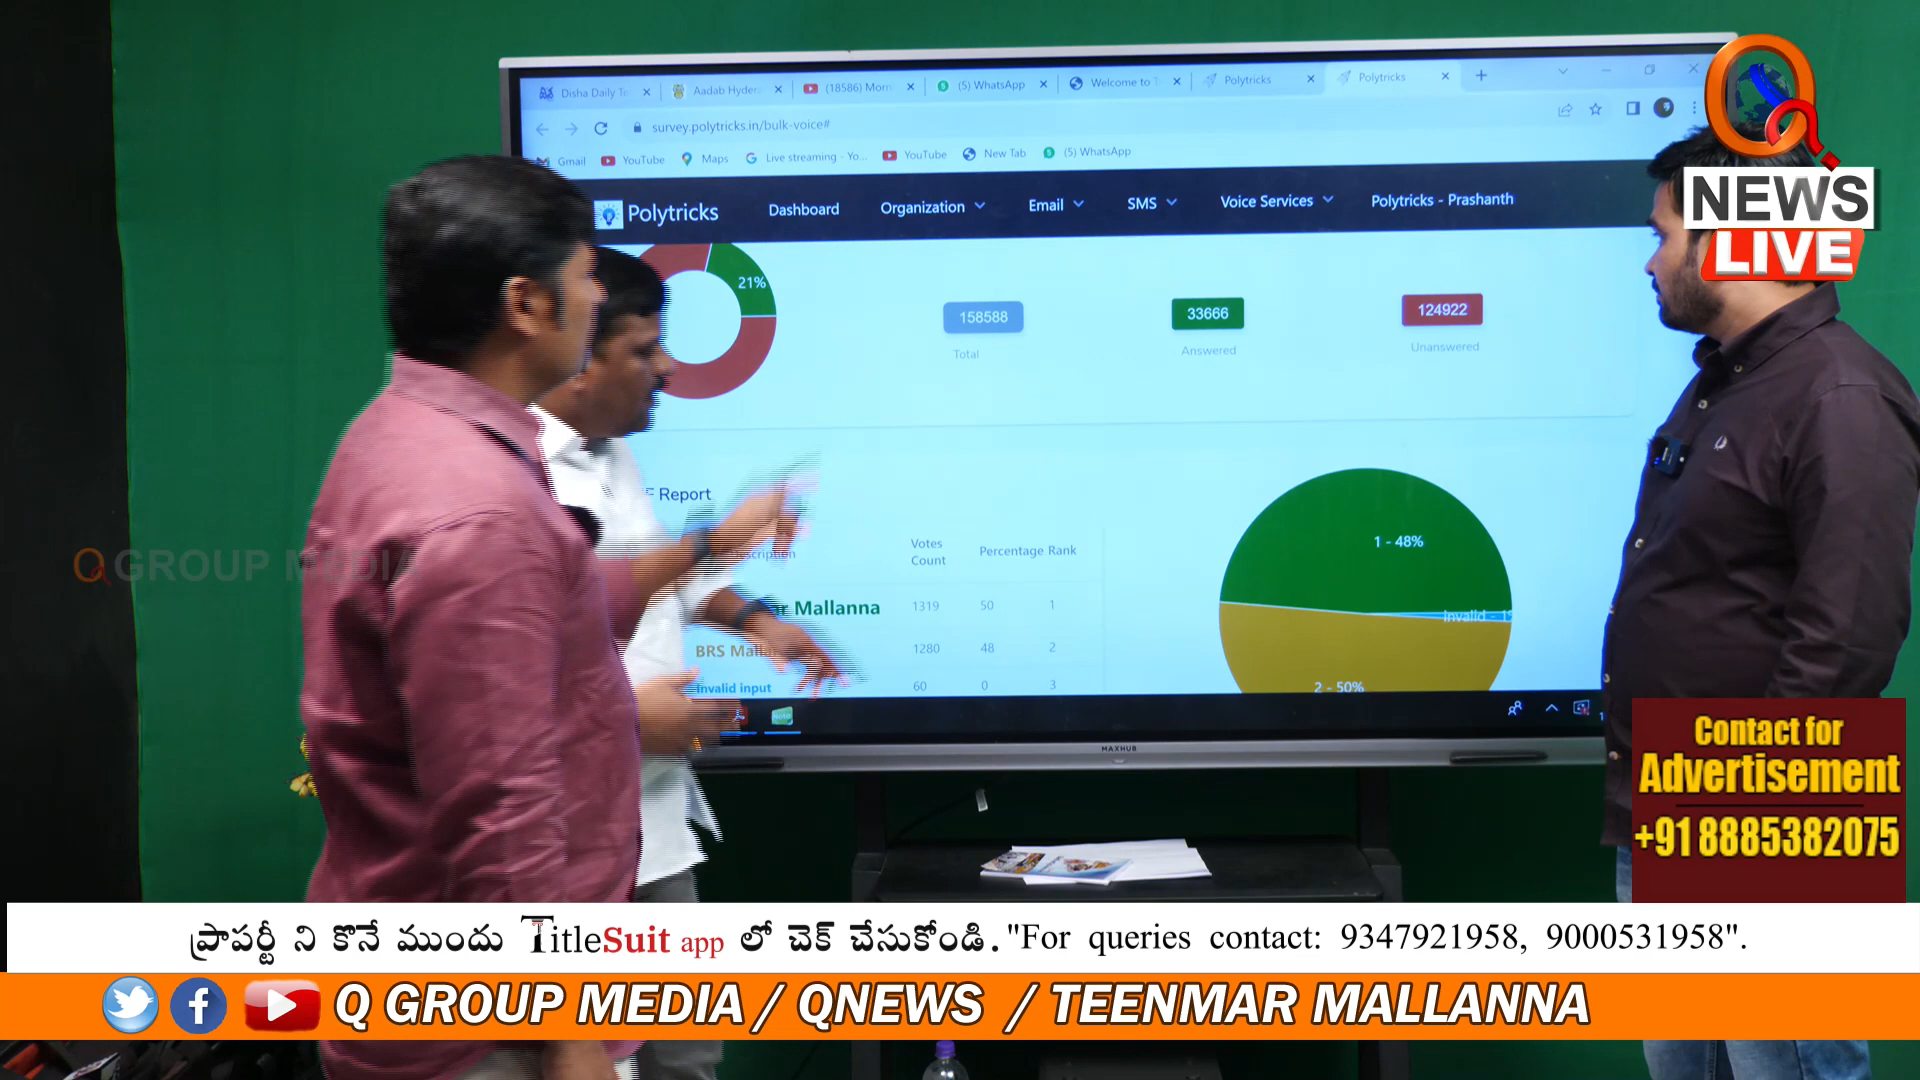 Disha Daily Te
Aadab Hydera
(18586) Morn
(5) WhatsApp
Welcome to T
Polytricks
Polytricks
survey.polytricks.in/bulk-voice#
Gmail
YouTube
Maps
Live streaming - Yo...
YouTube
New Tab
(5) WhatsApp
Polytricks
Dashboard
Organization
Email
SMS
Voice Services
Polytricks - Prashanth
NEWS
LIVE
21%
158588
33666
124922
Total
Answered
Unanswered
Report
Votes Count
Percentage
Rank
Mallanna
1319
50
1
BRS
1280
48
2
Invalid input
60
0
3
1 - 48%
Invalid -
2 - 50%
MAXHUB
Q GROUP MEDIA
Contact for
Advertisement
+91 8885382075
ప్రాపర్టీ ని కొనే ముందు TitleSuit app లో చెక్ చేసుకోండి. "For queries contact: 9347921958, 9000531958".
Q GROUP MEDIA / QNEWS / TEENMAR MALLANNA